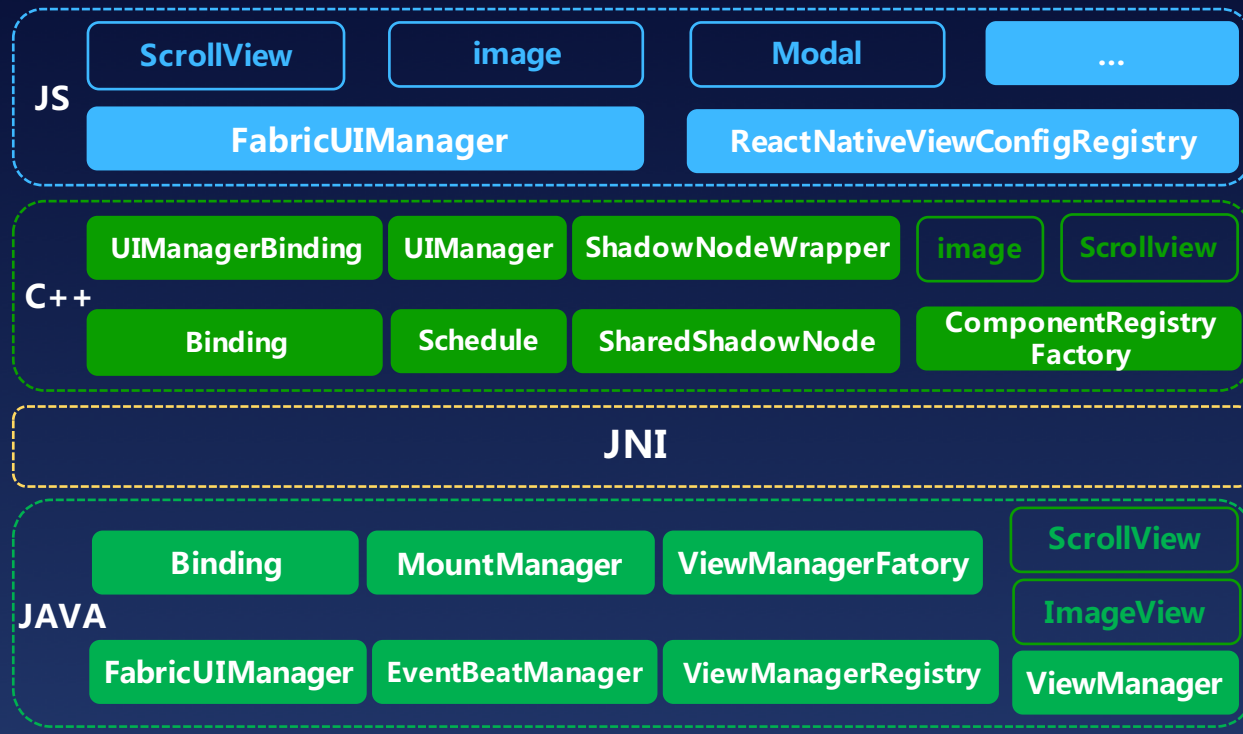 ScrollView
image
Modal
...
JS
FabricUIManager
ReactNativeViewConfigRegistry
UIManagerBinding
UIManager
ShadowNodeWrapper
image
Scrollview
C++
Binding
Schedule
SharedShadowNode
ComponentRegistry
Factory
JNI
Binding
MountManager
ViewManagerFatory
ScrollView
ImageView
JAVA
FabricUIManager
EventBeatManager
ViewManagerRegistry
ViewManager